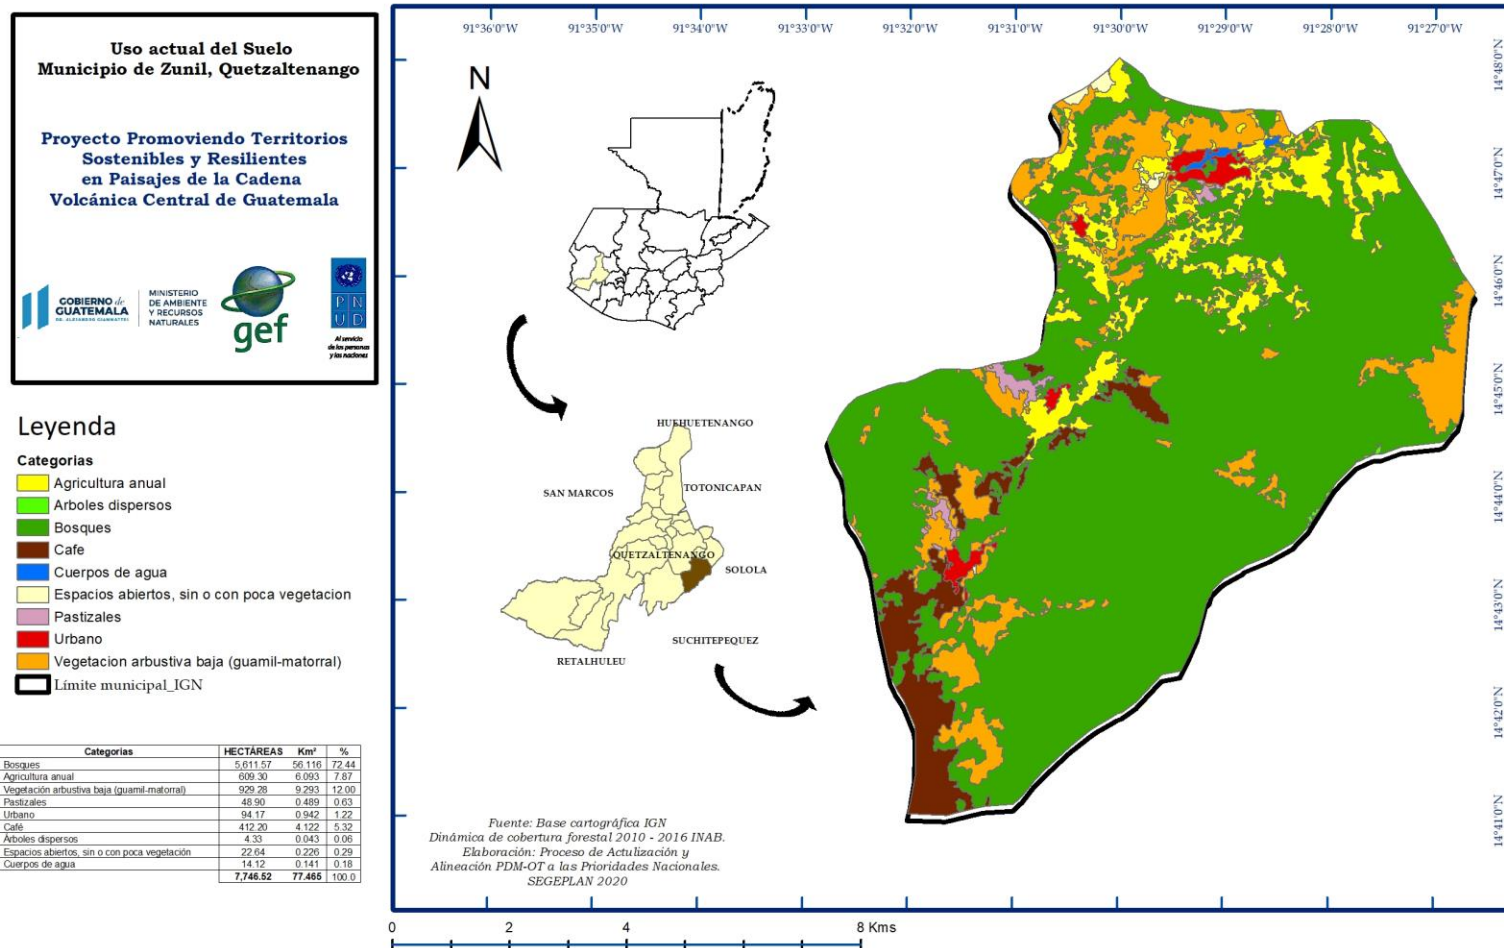 Uso actual del Suelo
Municipio de Zunil, Quetzaltenango
Proyecto Promoviendo Territorios
Sostenibles y Resilientes
en Paisajes de la Cadena
Volcánica Central de Guatemala
GOBIERNO de
GUATEMALA
DR. ALEJANDRO GIAMMATTEI
MINISTERIO
DE AMBIENTE
Y RECURSOS
NATURALES
gef
P N
U D
Al servicio
de las personas
y las naciones
Leyenda
Categorias
Agricultura anual
Arboles dispersos
Bosques
Cafe
Cuerpos de agua
Espacios abiertos, sin o con poca vegetacion
Pastizales
Urbano
Vegetacion arbustiva baja (guamil-matorral)
Límite municipal_IGN
Categorias HECTÁREAS Km² %
Bosques 5,611.57 56.116 72.44
Agricultura anual 609.30 6.093 7.87
Vegetación arbustiva baja (guamil-matorral) 929.28 9.293 12.00
Pastizales 48.90 0.489 0.63
Urbano 94.17 0.942 1.22
Café 412.20 4.122 5.32
Árboles dispersos 4.33 0.043 0.06
Espacios abiertos, sin o con poca vegetación 22.64 0.226 0.29
Cuerpos de agua 14.12 0.141 0.18
7,746.52 77.465 100.0
91°36'0"W 91°35'0"W 91°34'0"W 91°33'0"W 91°32'0"W 91°31'0"W 91°30'0"W 91°29'0"W 91°28'0"W 91°27'0"W
N
HUEHUETENANGO
SAN MARCOS
TOTONICAPAN
QUETZALTENANGO
SOLOLA
SUCHITEPEQUEZ
RETALHULEU
14°48'0"N
14°47'0"N
14°46'0"N
14°45'0"N
14°44'0"N
14°43'0"N
14°42'0"N
14°41'0"N
Fuente: Base cartográfica IGN
Dinámica de cobertura forestal 2010 - 2016 INAB.
Elaboración: Proceso de Actulización y
Alineación PDM-OT a las Prioridades Nacionales.
SEGEPLAN 2020
0 2 4 8 Kms